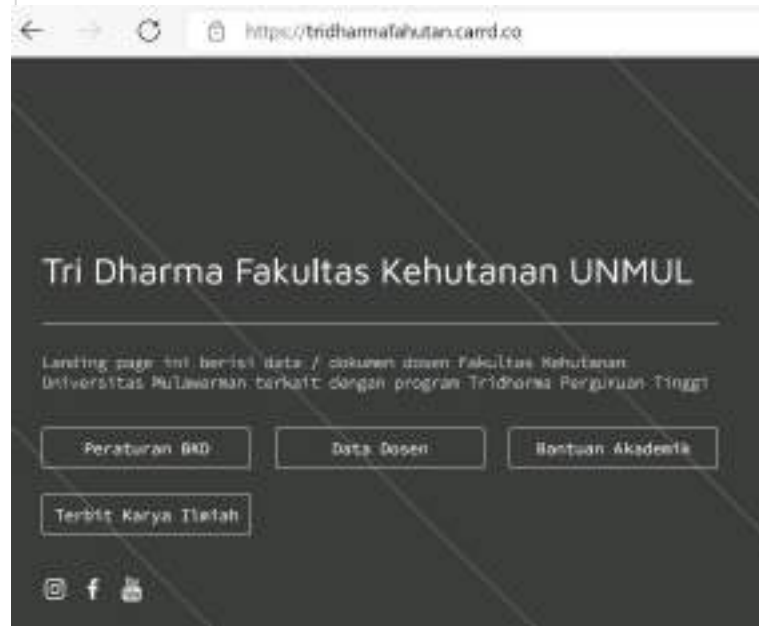 https://tridharmafahutan.carrd.co
Tri Dharma Fakultas Kehutanan UNMUL
Landing page ini berisi data / dokumen dosen Fakultas Kehutanan
Universitas Mulawarman terkait dengan program Tridharma Perguruan Tinggi
Peraturan BKD
Data Dosen
Bantuan Akademik
Terbit Karya Ilmiah